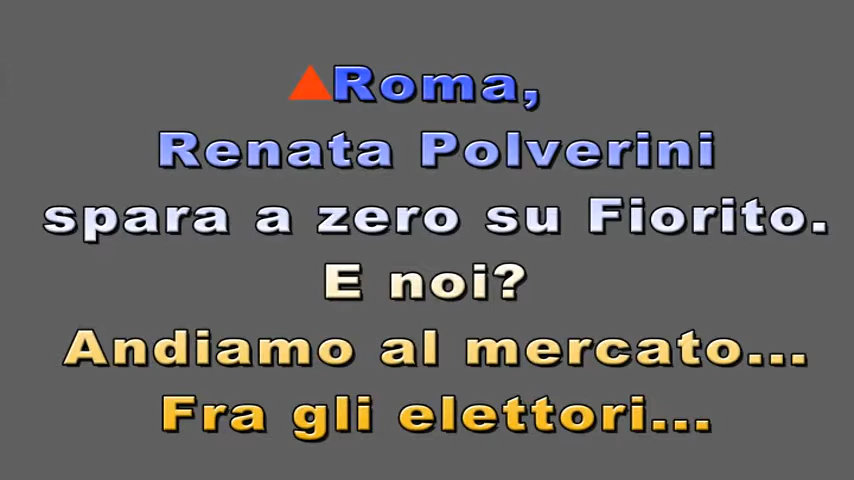 Roma,
Renata Polverini
spara a zero su Fiorito.
E noi?
Andiamo al mercato...
Fra gli elettori...